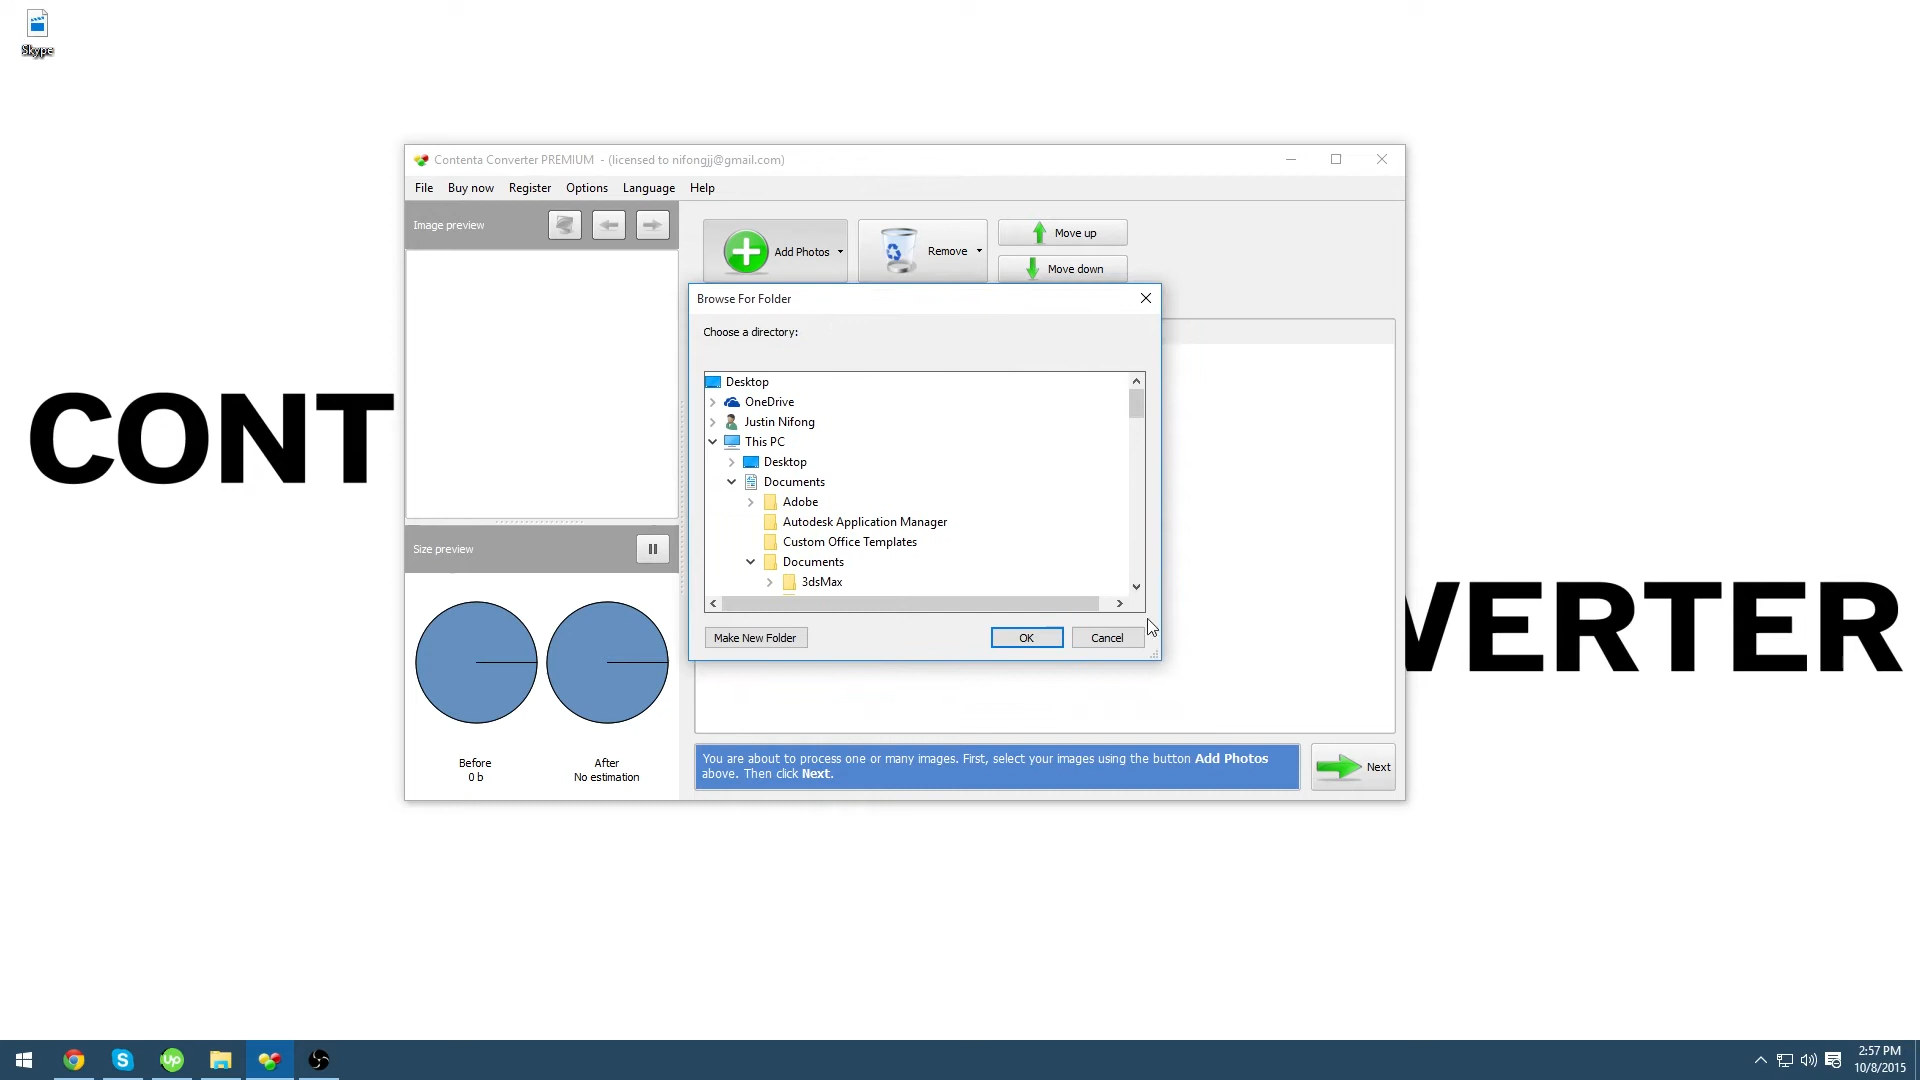 Skype
CONT
VERTER
Contenta Converter PREMIUM - (licensed to nifongjj@gmail.com)
File Buy now Register Options Language Help
Image preview
Add Photos
Remove
Move up
Move down
Browse For Folder
Choose a directory:
Desktop
OneDrive
Justin Nifong
This PC
Desktop
Documents
Adobe
Autodesk Application Manager
Custom Office Templates
Documents
3dsMax
Make New Folder OK Cancel
Size preview
Before
0 b
After
No estimation
You are about to process one or many images. First, select your images using the button Add Photos
above. Then click Next.
Next
Up
2:57 PM
10/8/2015